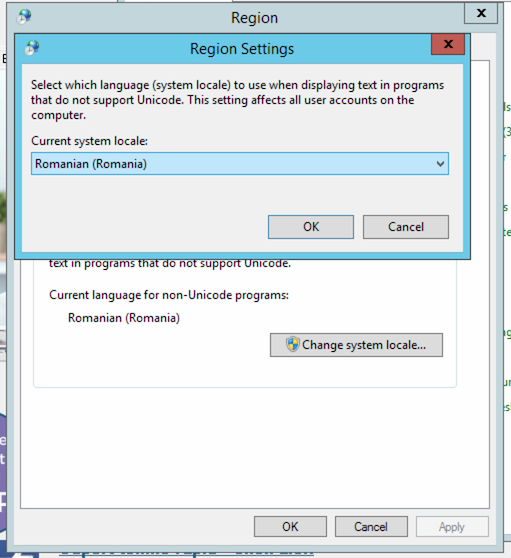 Region
Region Settings
Select which language (system locale) to use when displaying text in programs
that do not support Unicode. This setting affects all user accounts on the
computer.
Current system locale:
Romanian (Romania)
OK
Cancel
text in programs that do not support Unicode.
Current language for non-Unicode programs:
Romanian (Romania)
Change system locale...
OK
Cancel
Apply